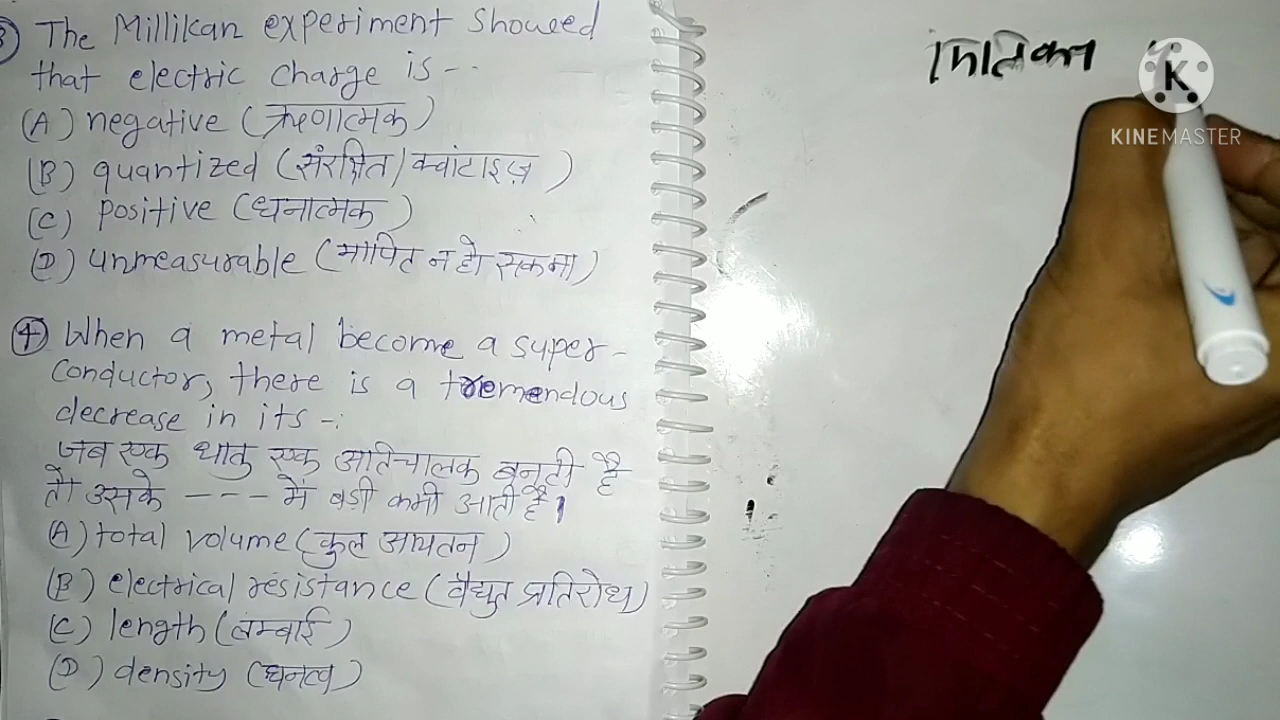 3) The Millikan experiment showed
that electric charge is --
(A) negative (ऋणात्मक)
(B) quantized (संरक्षित/क्वांटाइज़)
(C) positive (धनात्मक)
(D) unmeasurable (मापित न हो सकना)
4) When a metal become a super-
conductor, there is a tremendous
decrease in its -:
जब एक धातु एक अतिचालक बनती है
तो उसके --- में बड़ी कमी आती है।
(A) total volume (कुल आयतन)
(B) electrical resistance (वैद्युत प्रतिरोध)
(C) length (लम्बाई)
(D) density (घनत्व)
मिलिकन
K
KINEMASTER